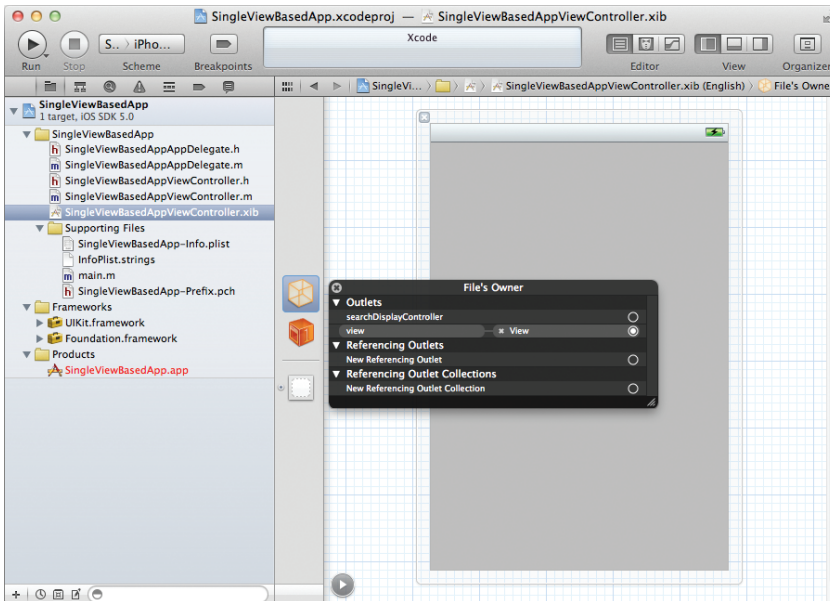 SingleViewBasedApp.xcodeproj — SingleViewBasedAppViewController.xib
S.. › iPho...
Xcode
Run
Stop
Scheme
Breakpoints
Editor
View
Organizer
SingleVi... › › › SingleViewBasedAppViewController.xib (English) › File's Owne
SingleViewBasedApp
1 target, iOS SDK 5.0
SingleViewBasedApp
SingleViewBasedAppAppDelegate.h
SingleViewBasedAppAppDelegate.m
SingleViewBasedAppViewController.h
SingleViewBasedAppViewController.m
SingleViewBasedAppViewController.xib
Supporting Files
SingleViewBasedApp-Info.plist
InfoPlist.strings
main.m
SingleViewBasedApp-Prefix.pch
Frameworks
UIKit.framework
Foundation.framework
Products
SingleViewBasedApp.app
File's Owner
Outlets
searchDisplayController
view
View
Referencing Outlets
New Referencing Outlet
Referencing Outlet Collections
New Referencing Outlet Collection